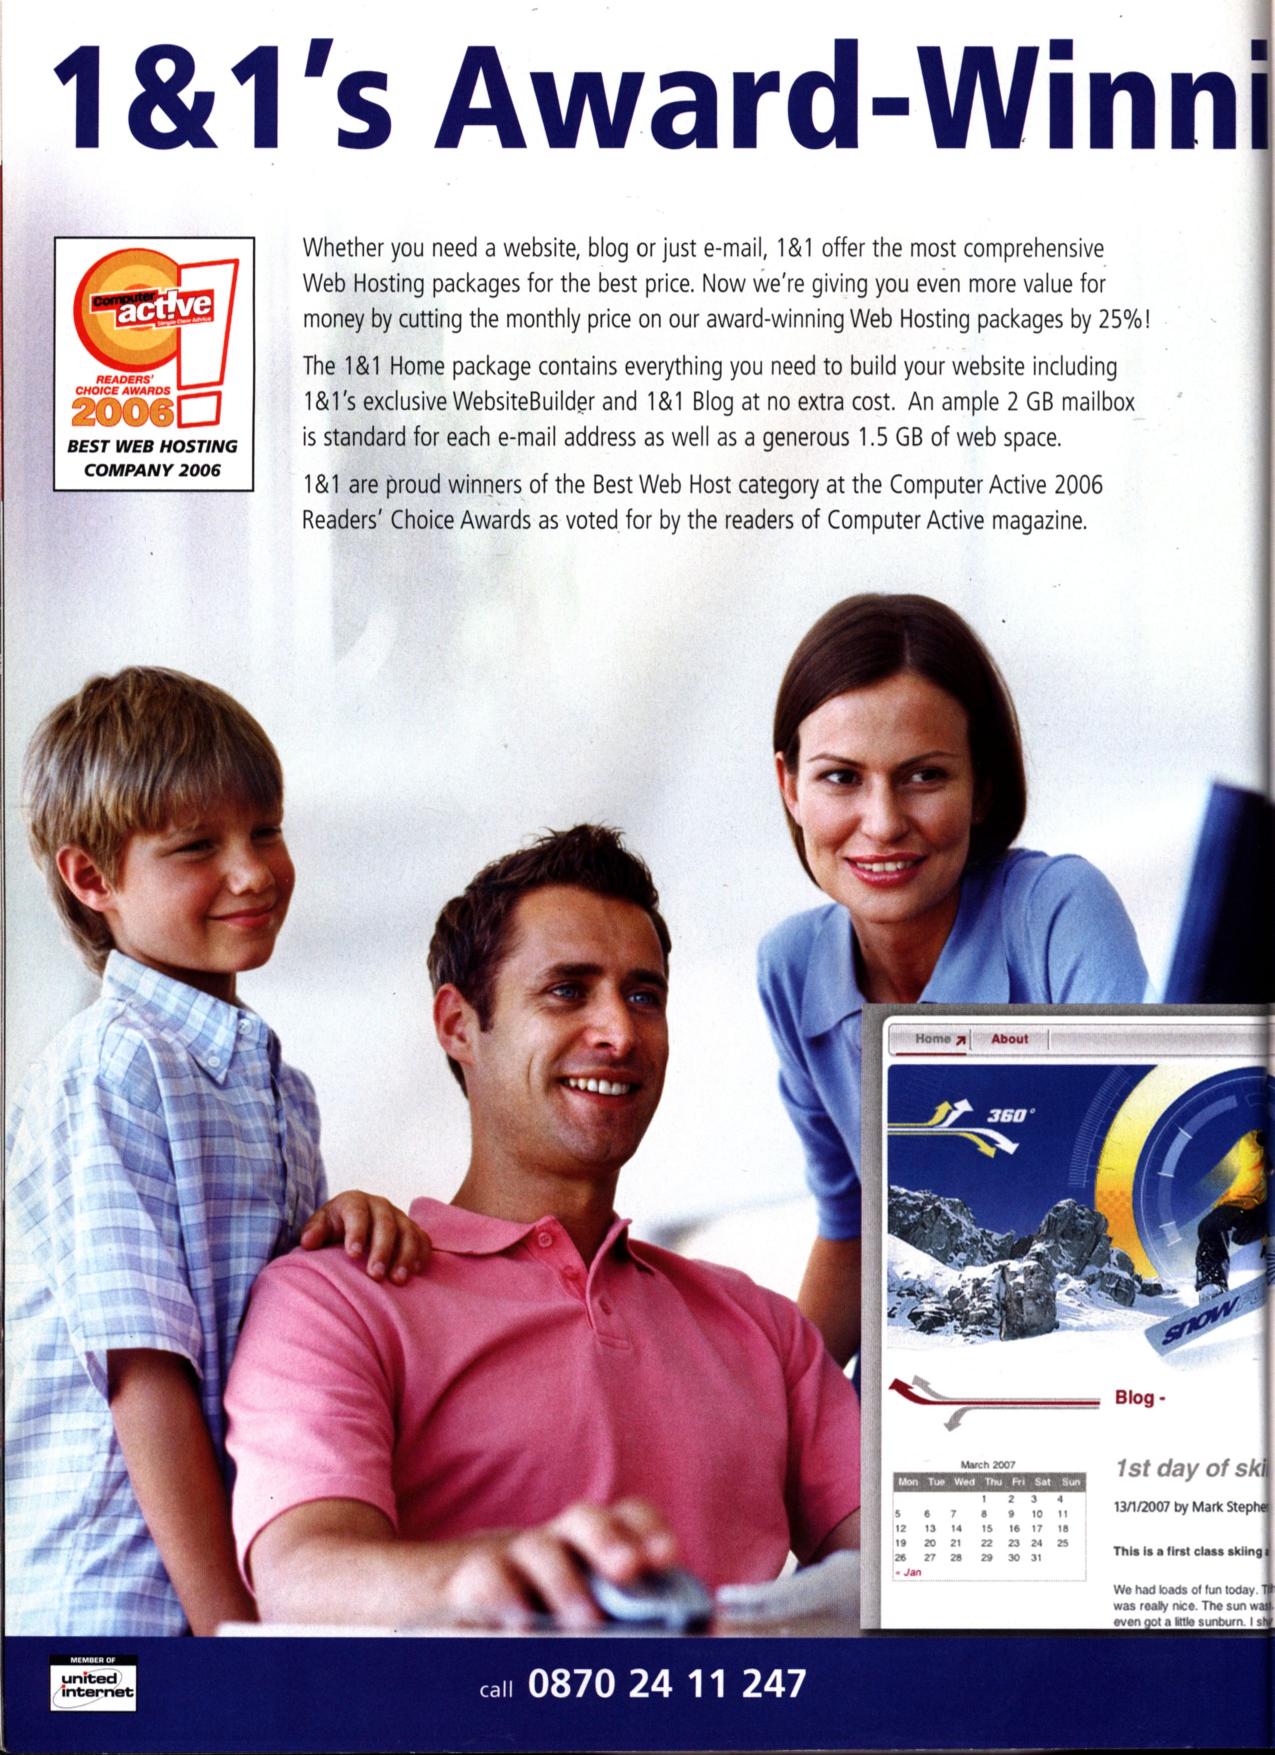 1&1's Award-Winni
Computer
act!ve
Simple Clear Advice
READERS'
CHOICE AWARDS
2006
BEST WEB HOSTING
COMPANY 2006
Whether you need a website, blog or just e-mail, 1&1 offer the most comprehensive
Web Hosting packages for the best price. Now we're giving you even more value for
money by cutting the monthly price on our award-winning Web Hosting packages by 25%!
The 1&1 Home package contains everything you need to build your website including
1&1's exclusive WebsiteBuilder and 1&1 Blog at no extra cost. An ample 2 GB mailbox
is standard for each e-mail address as well as a generous 1.5 GB of web space.
1&1 are proud winners of the Best Web Host category at the Computer Active 2006
Readers' Choice Awards as voted for by the readers of Computer Active magazine.
Home About
360°
SNOW
Blog -
March 2007
Mon Tue Wed Thu Fri Sat Sun
1 2 3 4
5 6 7 8 9 10 11
12 13 14 15 16 17 18
19 20 21 22 23 24 25
26 27 28 29 30 31
« Jan
1st day of ski
13/1/2007 by Mark Stephe
This is a first class skiing
We had loads of fun today.
was really nice. The sun was
even got a little sunburn. I
MEMBER OF
united
internet
call 0870 24 11 247